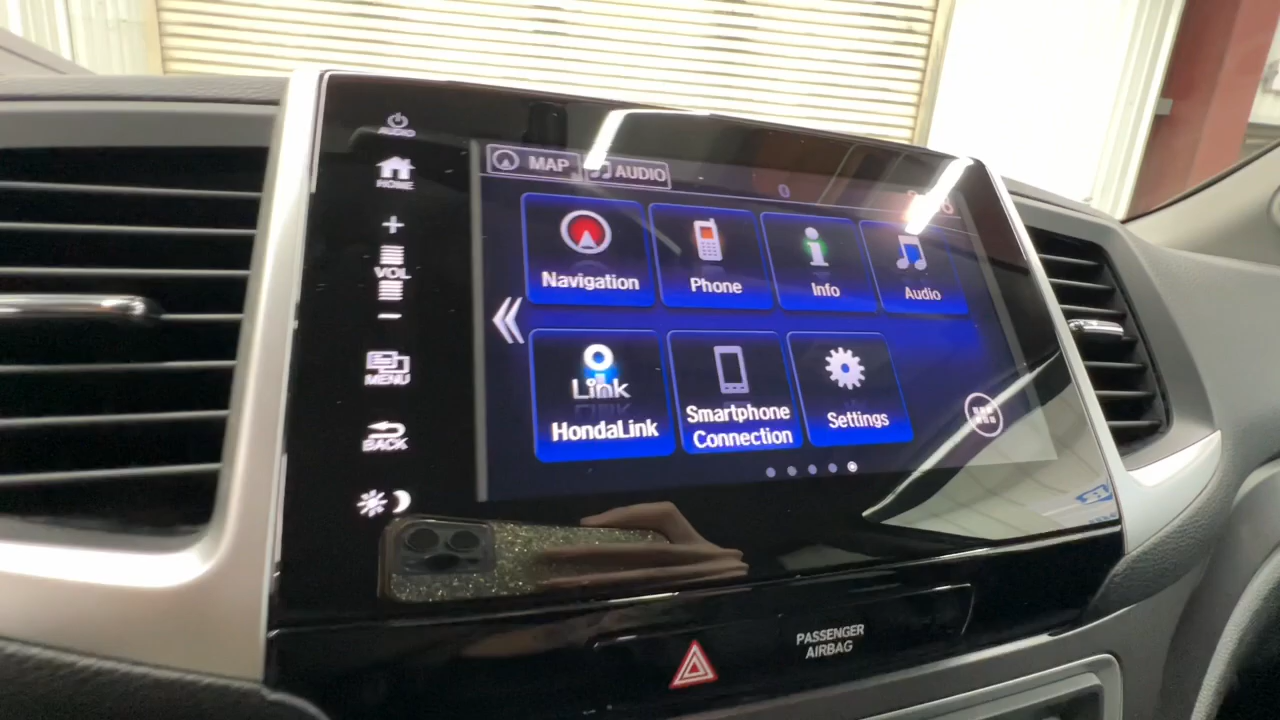 AUDIO
HOME
VOL
MENU
BACK
MAP
AUDIO
Navigation
Phone
Info
Audio
Link
HondaLink
Smartphone
Connection
Settings
PASSENGER
AIRBAG